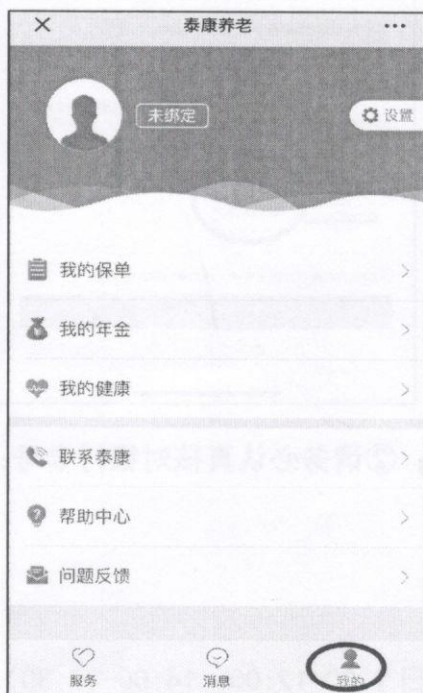 泰康养老
未绑定
设置
我的保单
我的年金
我的健康
联系泰康
帮助中心
问题反馈
服务
消息
我的